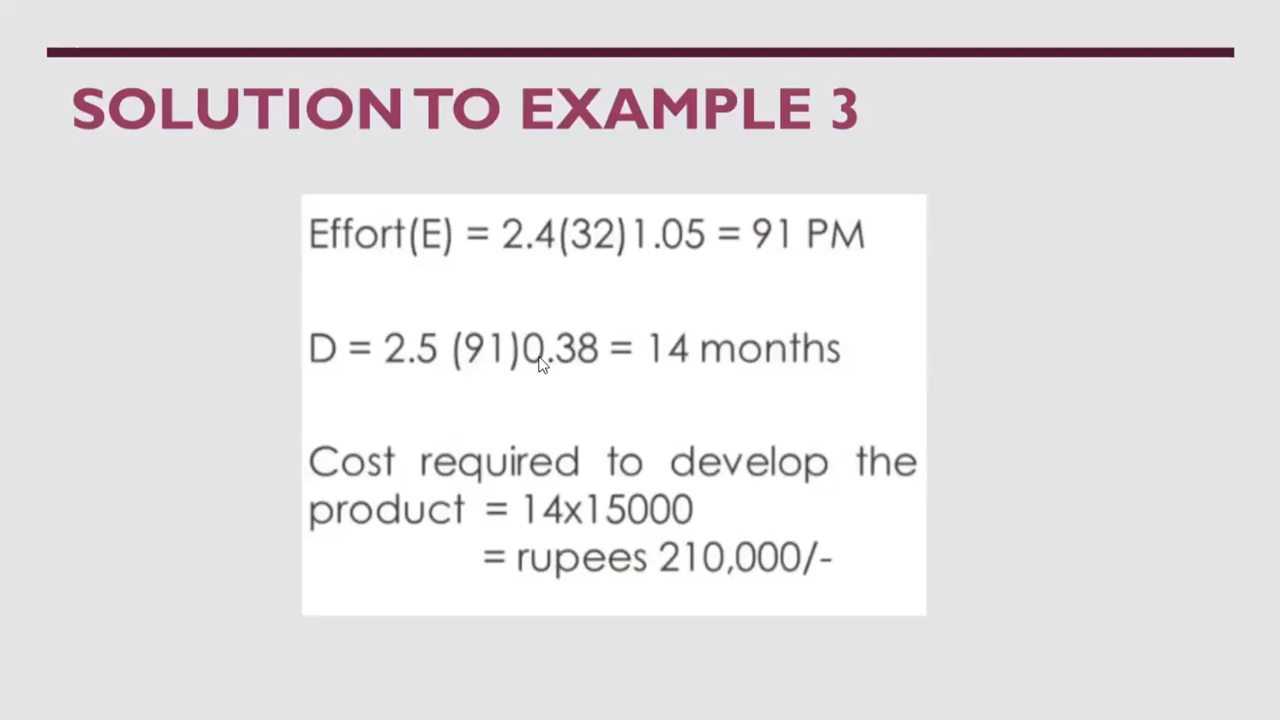 SOLUTION TO EXAMPLE 3
Effort(E) = 2.4(32)1.05 = 91 PM
D = 2.5 (91)0.38 = 14 months
Cost required to develop the
product = 14x15000
= rupees 210,000/-